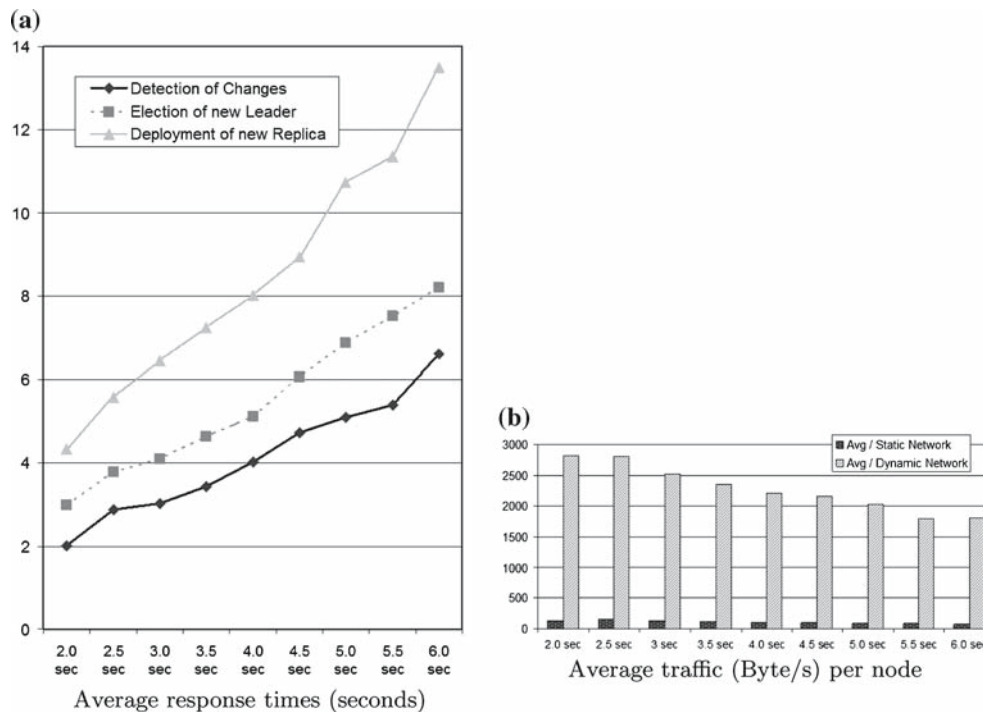 (a)
14
12
10
8
6
4
2
0
Detection of Changes
Election of new Leader
Deployment of new Replica
2.0 sec 2.5 sec 3.0 sec 3.5 sec 4.0 sec 4.5 sec 5.0 sec 5.5 sec 6.0 sec
Average response times (seconds)
(b)
3000
2500
2000
1500
1000
500
0
Avg / Static Network
Avg / Dynamic Network
2.0 sec 2.5 sec 3 sec 3.5 sec 4.0 sec 4.5 sec 5.0 sec 5.5 sec 6.0 sec
Average traffic (Byte/s) per node